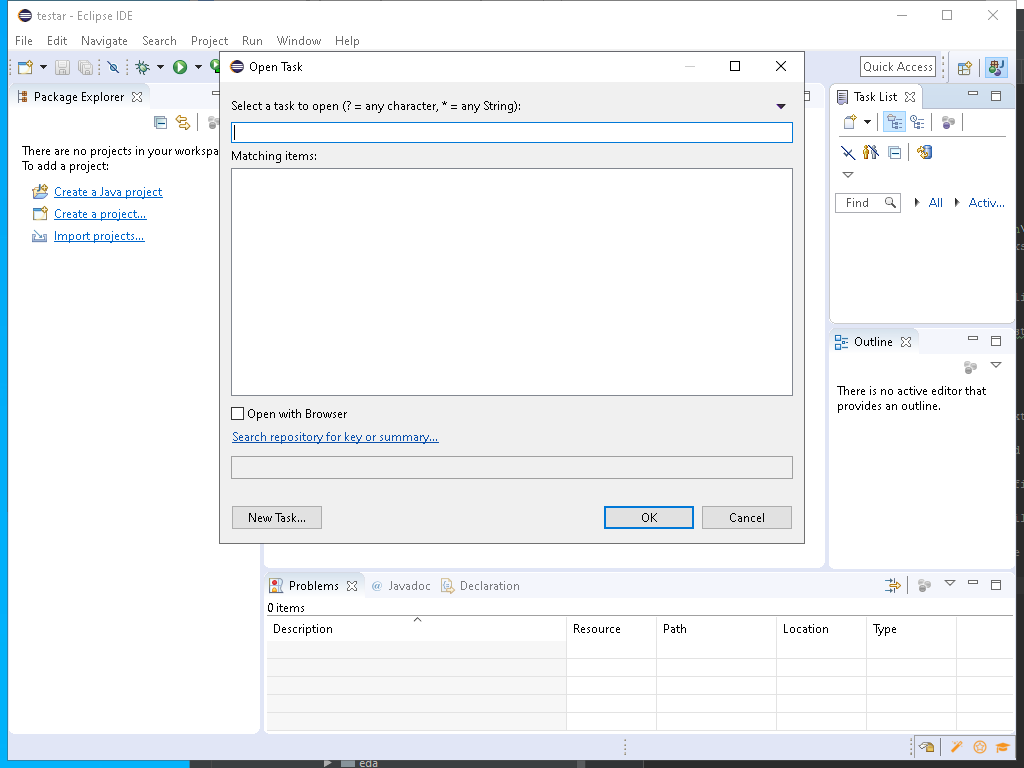 testar - Eclipse IDE
File Edit Navigate Search Project Run Window Help
Quick Access
Package Explorer
There are no projects in your workspa
To add a project:
Create a Java project
Create a project...
Import projects...
Open Task
Select a task to open (? = any character, * = any String):
Matching items:
Open with Browser
Search repository for key or summary...
New Task...
OK
Cancel
Task List
Find
All
Activ...
Outline
There is no active editor that
provides an outline.
Problems
@ Javadoc
Declaration
0 items
Description Resource Path Location Type
eda